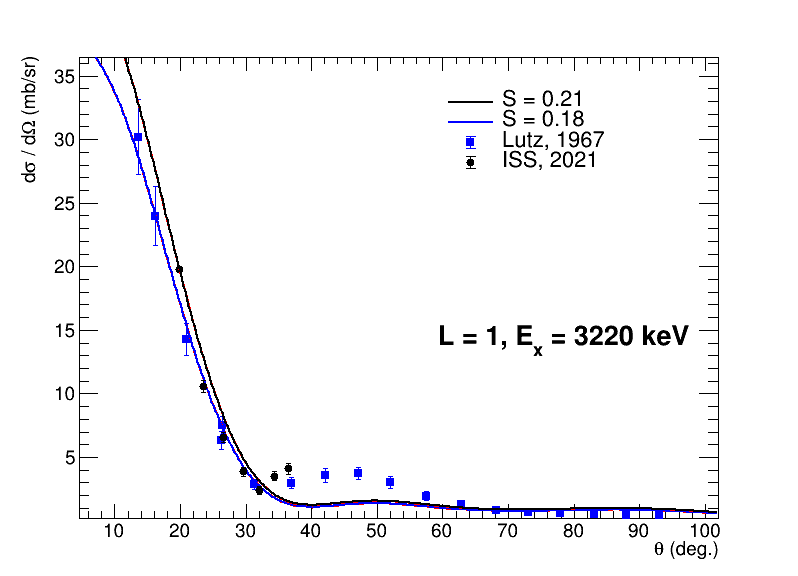 dσ / dΩ (mb/sr)
35
30
25
20
15
10
5
S = 0.21
S = 0.18
Lutz, 1967
ISS, 2021
L = 1, Eₓ = 3220 keV
10 20 30 40 50 60 70 80 90 100
θ (deg.)